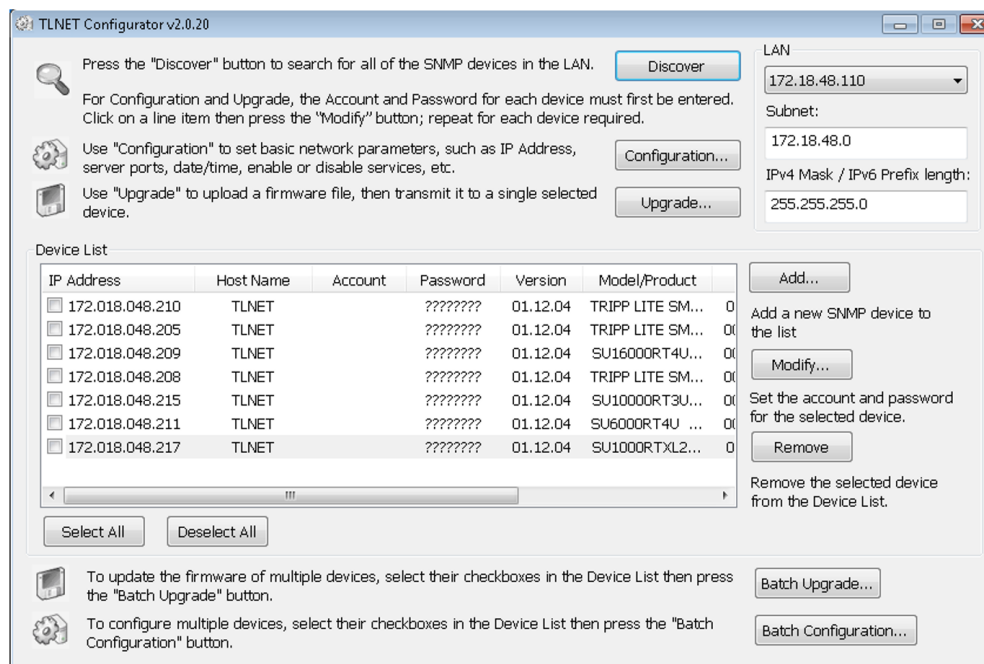 TLNET Configurator v2.0.20
Press the "Discover" button to search for all of the SNMP devices in the LAN.
Discover
For Configuration and Upgrade, the Account and Password for each device must first be entered.
Click on a line item then press the "Modify" button; repeat for each device required.
Use "Configuration" to set basic network parameters, such as IP Address,
server ports, date/time, enable or disable services, etc.
Configuration...
Use "Upgrade" to upload a firmware file, then transmit it to a single selected
device.
Upgrade...
LAN
172.18.48.110
Subnet:
172.18.48.0
IPv4 Mask / IPv6 Prefix length:
255.255.255.0
Device List
IP Address Host Name Account Password Version Model/Product
172.018.048.210 TLNET ???????? 01.12.04 TRIPP LITE SM... 0
172.018.048.205 TLNET ???????? 01.12.04 TRIPP LITE SM... 00
172.018.048.209 TLNET ???????? 01.12.04 SU16000RT4U... 00
172.018.048.208 TLNET ???????? 01.12.04 TRIPP LITE SM... 00
172.018.048.215 TLNET ???????? 01.12.04 SU10000RT3U... 00
172.018.048.211 TLNET ???????? 01.12.04 SU6000RT4U ... 00
172.018.048.217 TLNET ???????? 01.12.04 SU1000RTXL2... 0
Select All
Deselect All
Add...
Add a new SNMP device to
the list
Modify...
Set the account and password
for the selected device.
Remove
Remove the selected device
from the Device List.
To update the firmware of multiple devices, select their checkboxes in the Device List then press
the "Batch Upgrade" button.
Batch Upgrade...
To configure multiple devices, select their checkboxes in the Device List then press the "Batch
Configuration" button.
Batch Configuration...